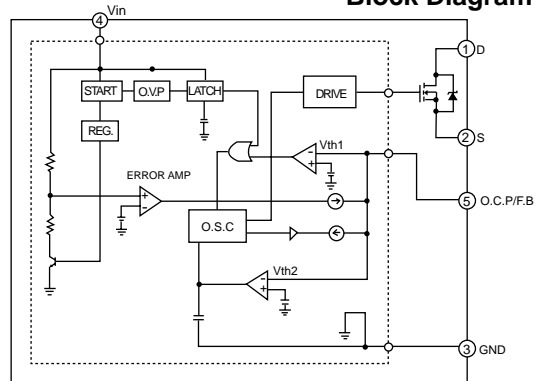 Block Diagram
4 Vin
1 D
START O.V.P LATCH
DRIVE
REG.
2 S
Vth1
- +
ERROR AMP
+ -
5 O.C.P/F.B
O.S.C
Vth2
- +
3 GND